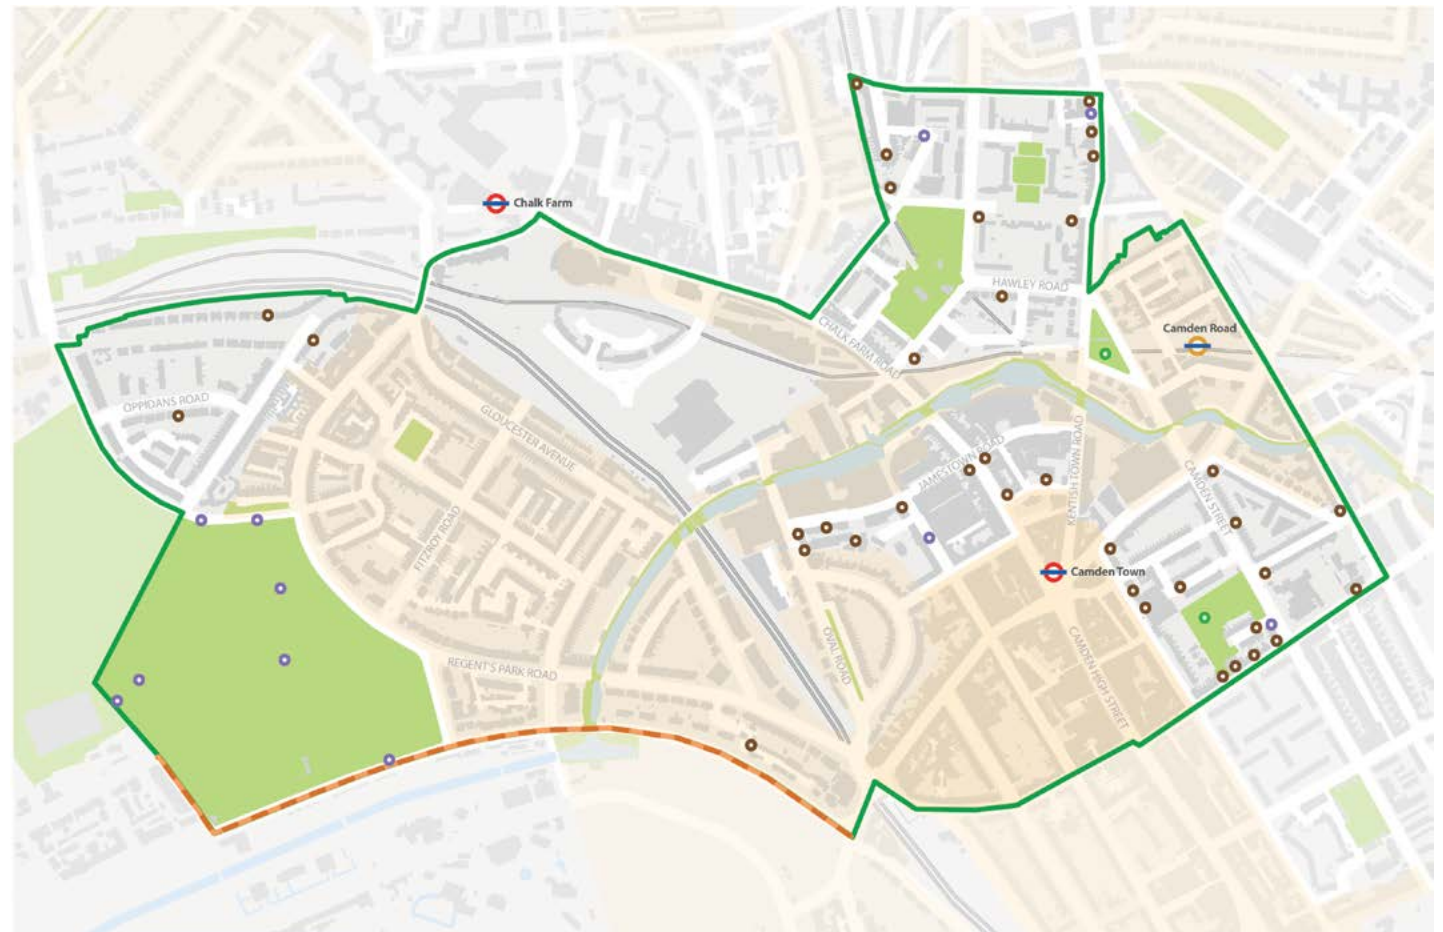 Chalk Farm
HAWLEY ROAD
Camden Road
CHALK FARM ROAD
OPPIDANS ROAD
GLOUCESTER AVENUE
JAMESTOWN ROAD
KENTISH TOWN ROAD
CAMDEN STREET
FITZROY ROAD
Camden Town
OVAL ROAD
CAMDEN HIGH STREET
REGENT'S PARK ROAD